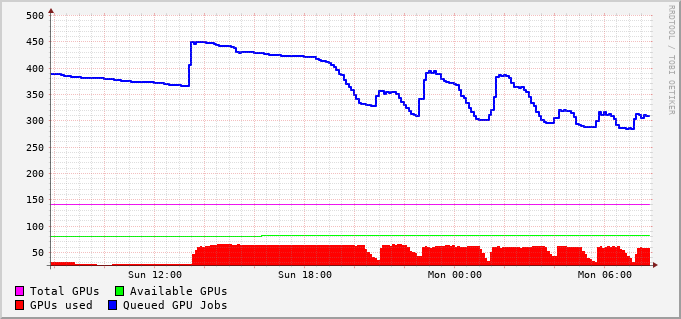 500
450
400
350
300
250
200
150
100
50
Sun 12:00 Sun 18:00 Mon 00:00 Mon 06:00
Total GPUs Available GPUs
GPUs used Queued GPU Jobs
RRDTOOL / TOBI OETIKER